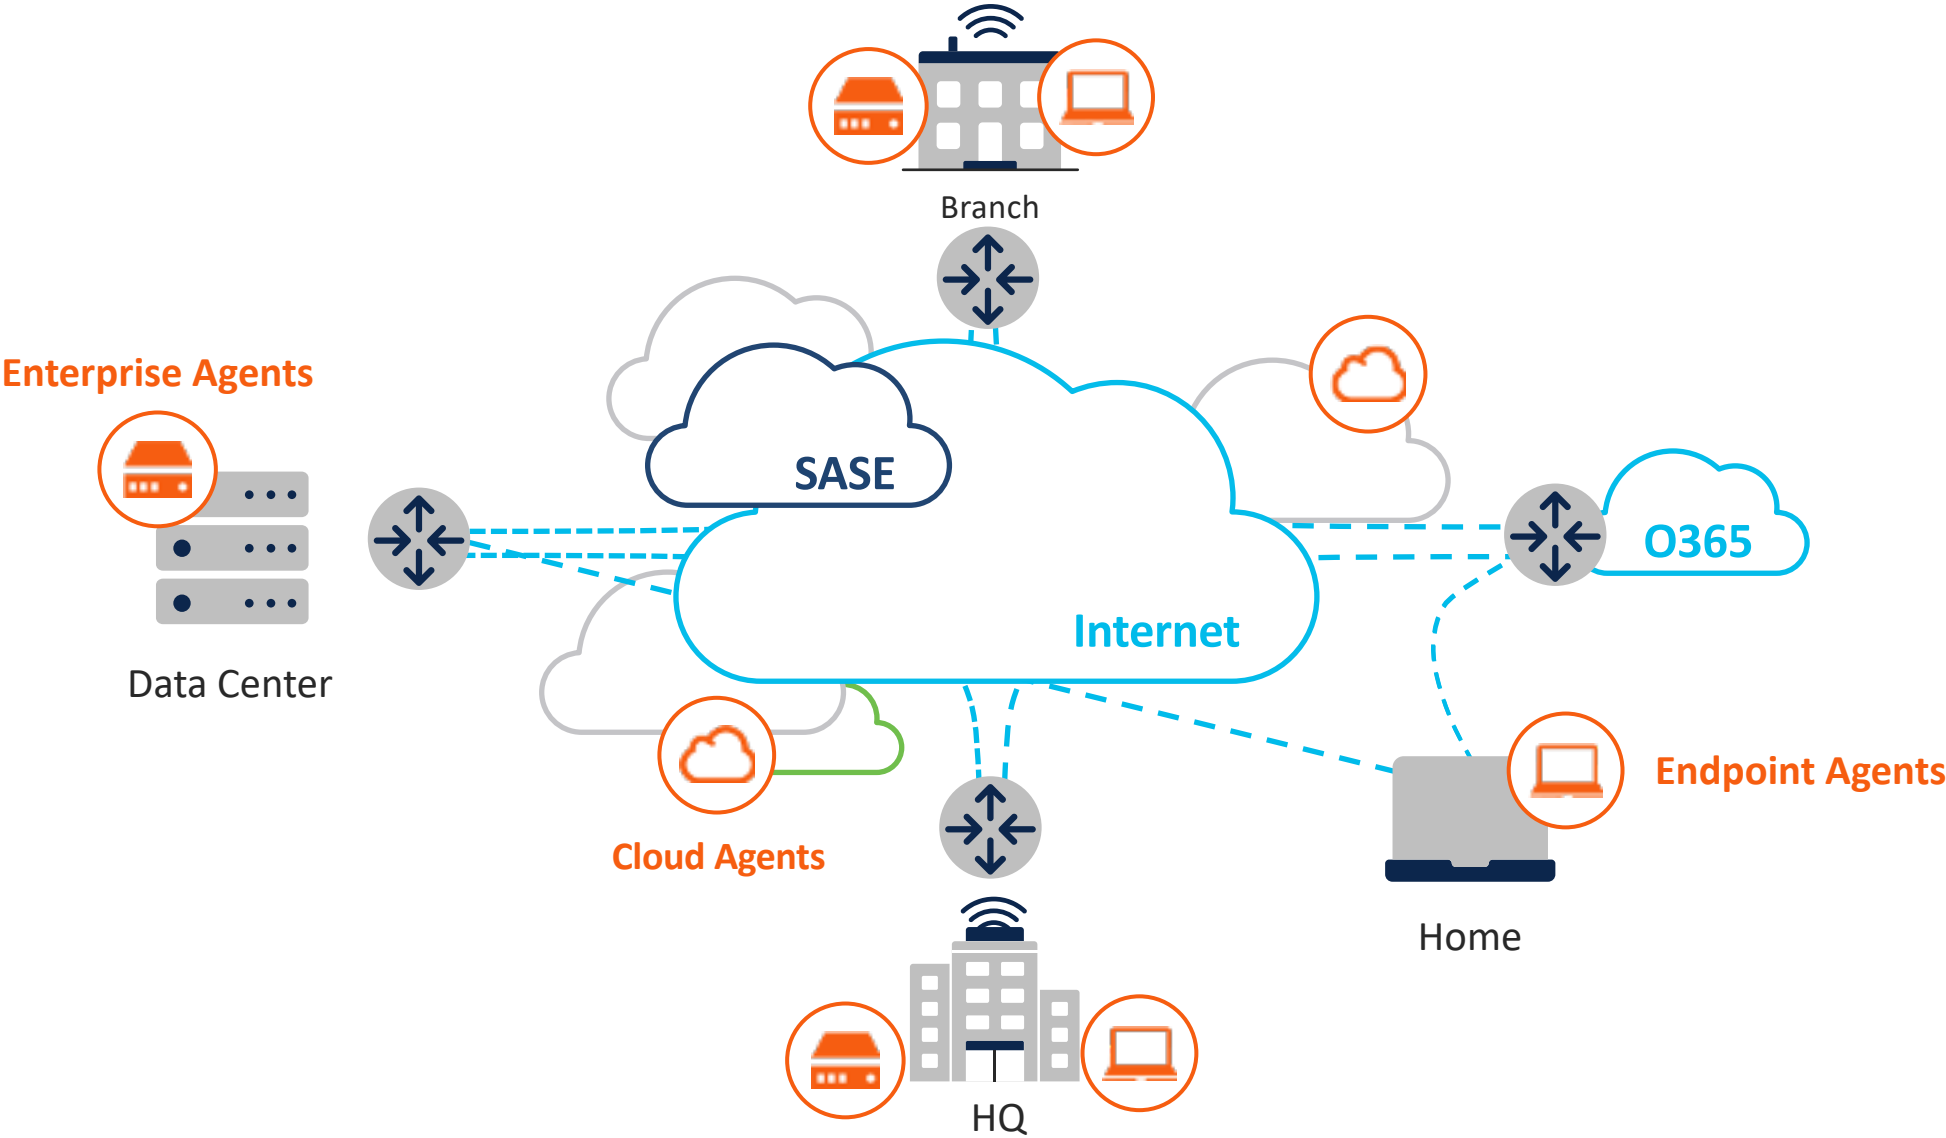 Branch
Enterprise Agents
SASE
O365
Internet
Data Center
Endpoint Agents
Cloud Agents
Home
HQ